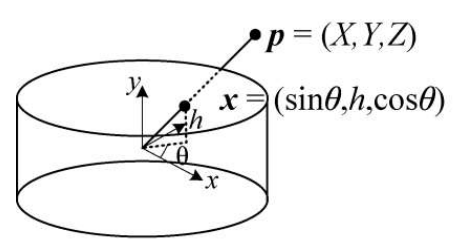 p = (X,Y,Z)
y
x = (sinθ,h,cosθ)
h
θ
x